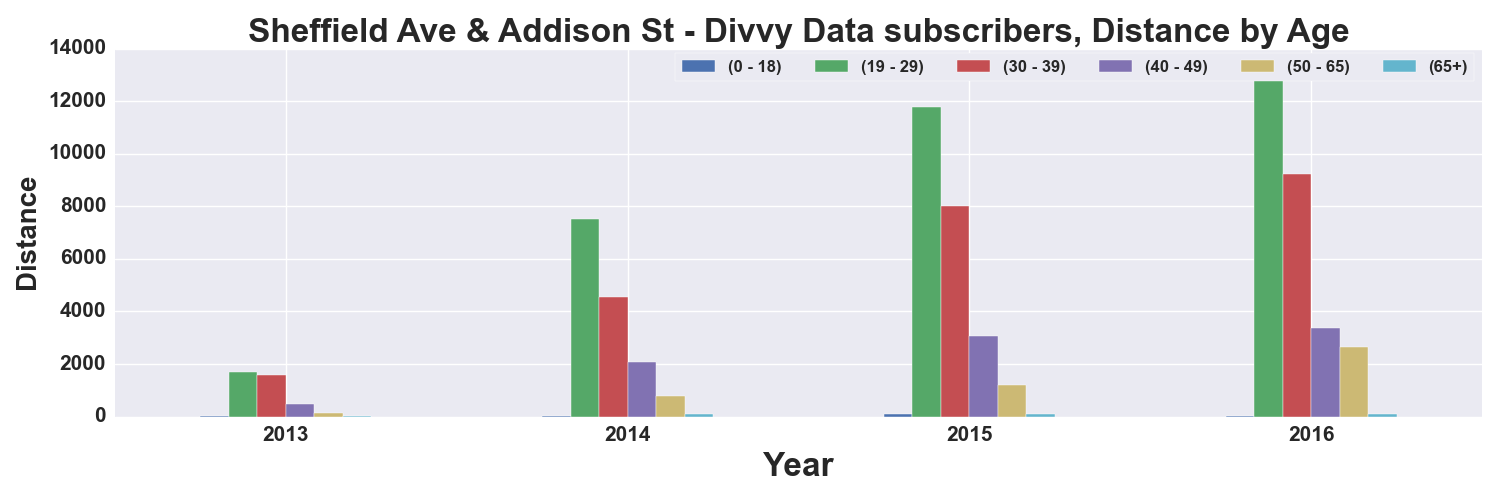 Sheffield Ave & Addison St - Divvy Data subscribers, Distance by Age
14000
(0 - 18) (19 - 29) (30 - 39) (40 - 49) (50 - 65) (65+)
12000
10000
8000
6000
4000
2000
0
Distance
2013 2014 2015 2016
Year